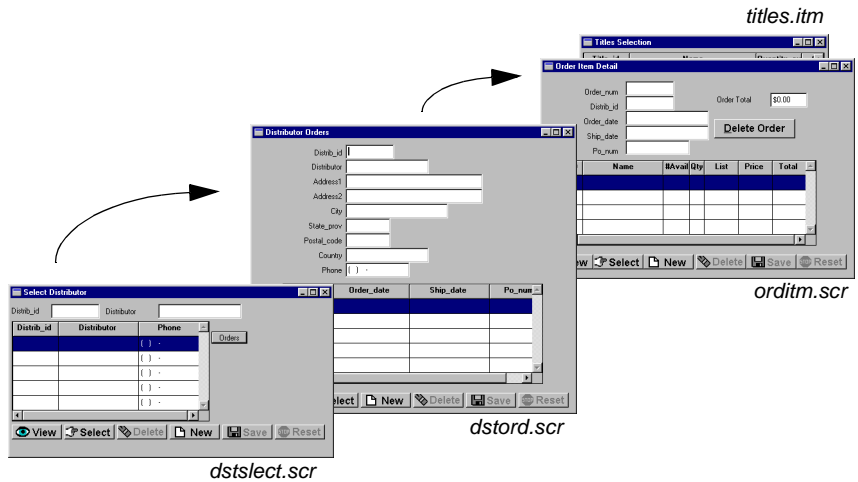 titles.itm
Titles Selection
Name
Order Item Detail
Order_num
Distrib_id
Order_date
Ship_date
Po_num
Order Total $0.00
Delete Order
Name #Avail Qty List Price Total
ew Select New Delete Save Reset
orditm.scr
Distributor Orders
Distrib_id
Distributor
Address1
Address2
City
State_prov
Postal_code
Country
Phone ( ) -
Order_date Ship_date Po_num
elect New Delete Save Reset
dstord.scr
Select Distributor
Distrib_id Distributor
Distrib_id Distributor Phone
Orders
( ) -
( ) -
( ) -
( ) -
( ) -
View Select Delete New Save Reset
dstslect.scr